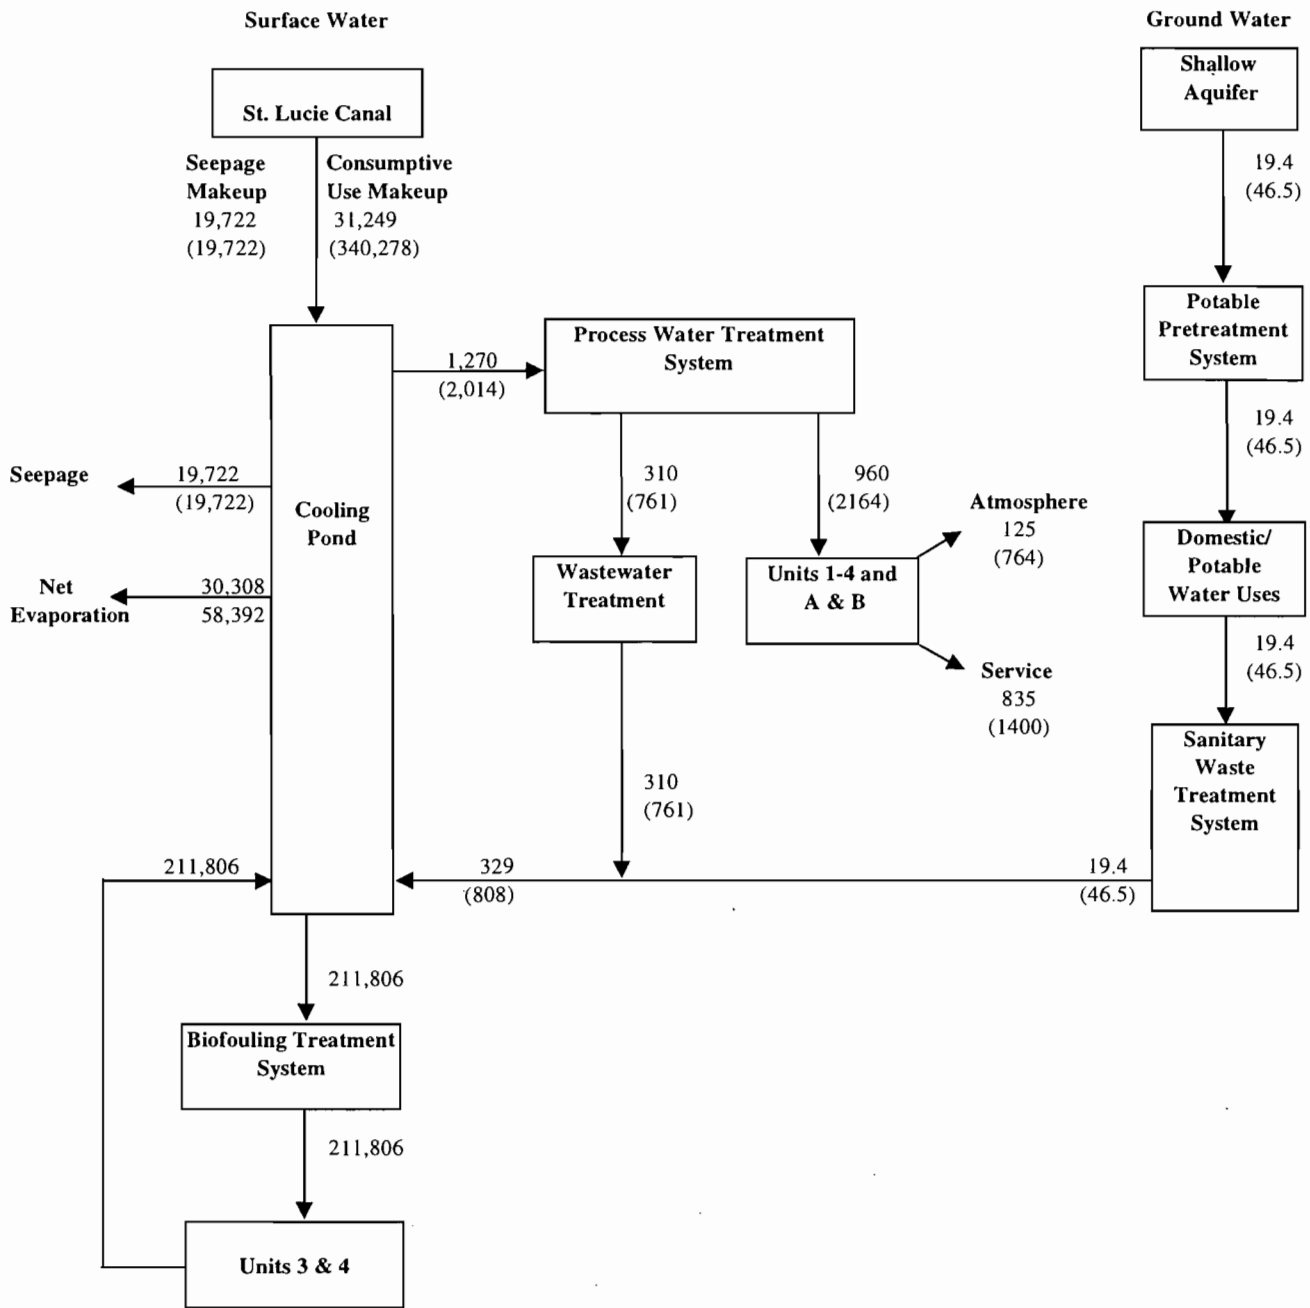 Surface Water
Ground Water
St. Lucie Canal
Shallow
Aquifer
Seepage
Makeup
19,722
(19,722)
Consumptive
Use Makeup
31,249
(340,278)
19.4
(46.5)
Potable
Pretreatment
System
Process Water Treatment
System
1,270
(2,014)
Cooling
Pond
Seepage
19,722
(19,722)
Net
Evaporation
30,308
58,392
310
(761)
960
(2164)
Atmosphere
125
(764)
Wastewater
Treatment
Units 1-4 and
A & B
Service
835
(1400)
19.4
(46.5)
Domestic/
Potable
Water Uses
19.4
(46.5)
Sanitary
Waste
Treatment
System
310
(761)
211,806
329
(808)
19.4
(46.5)
211,806
Biofouling Treatment
System
211,806
Units 3 & 4